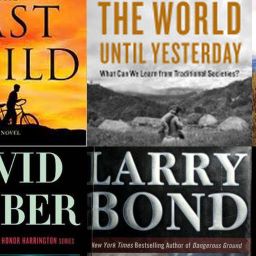 AST
ILD
NOVEL
THE WORLD
UNTIL YESTERDAY
What Can We Learn from Traditional Societies?
VID
BER
HONOR HARRINGTON SERIES
LARRY
BOND
New York Times Bestselling Author of Dangerous Ground